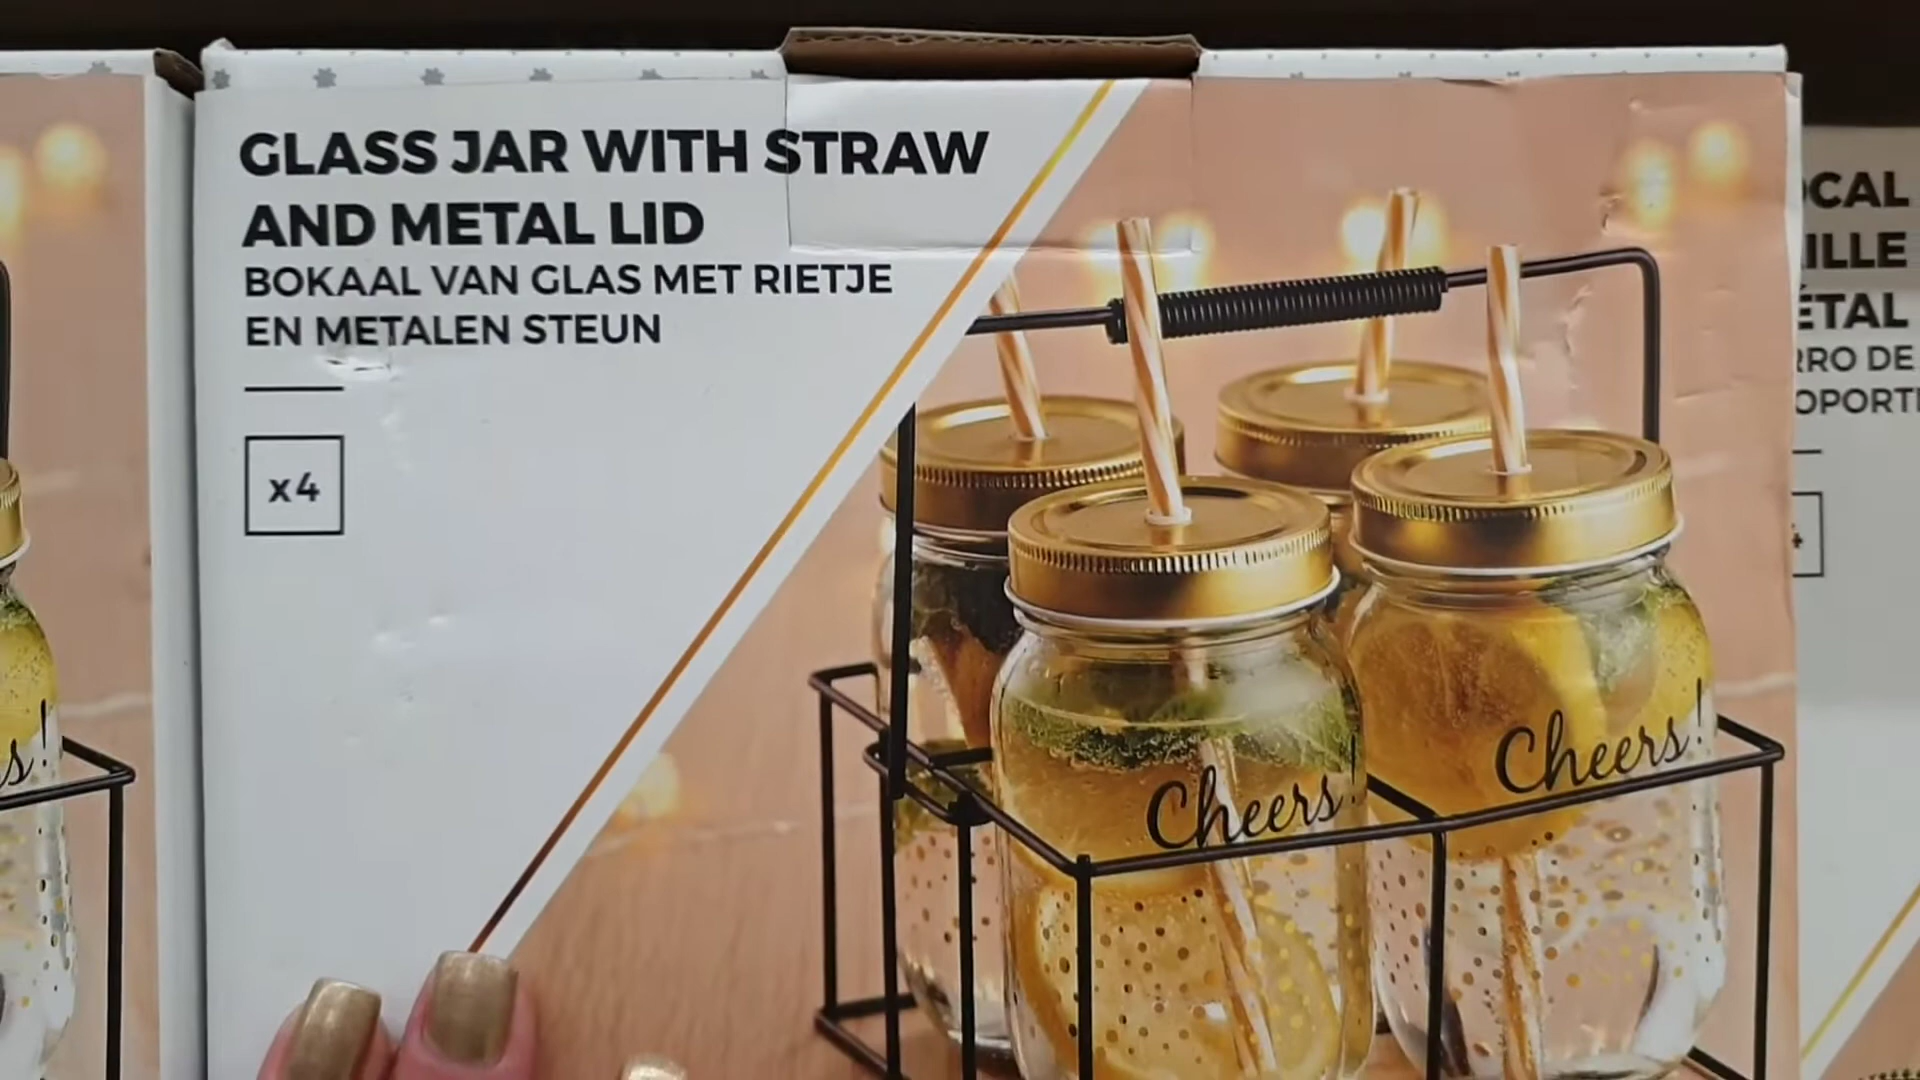 GLASS JAR WITH STRAW
AND METAL LID
BOKAAL VAN GLAS MET RIETJE
EN METALEN STEUN
x4
Cheers!
Cheers!